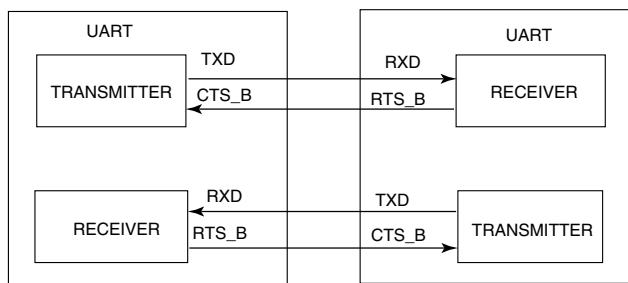 UART
UART
TXD
RXD
TRANSMITTER
CTS_B
RTS_B
RECEIVER
RXD
TXD
RECEIVER
RTS_B
CTS_B
TRANSMITTER